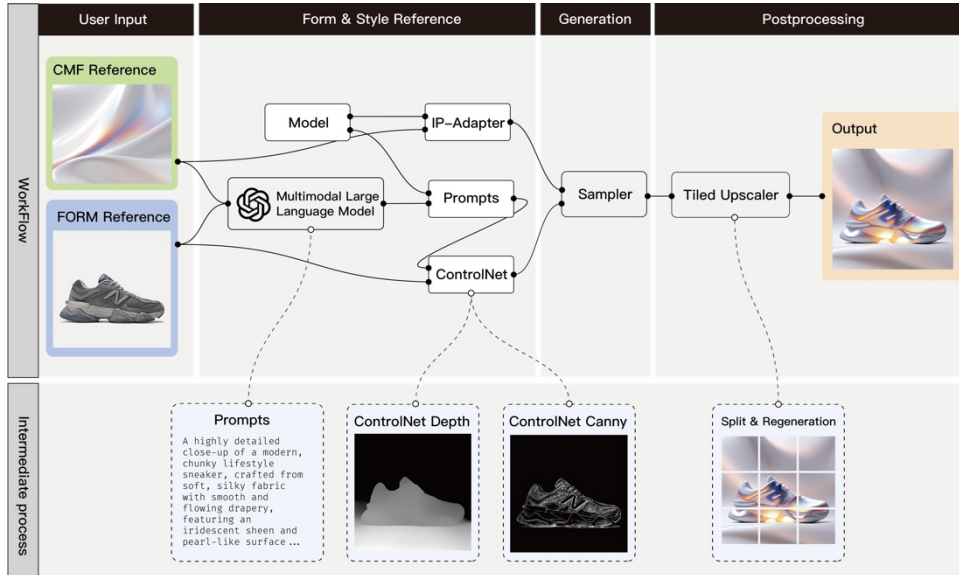 User Input
Form & Style Reference
Generation
Postprocessing
WorkFlow
CMF Reference
FORM Reference
Model
IP-Adapter
Multimodal Large
Language Model
Prompts
ControlNet
Sampler
Tiled Upscaler
Output
Intermediate process
Prompts
A highly detailed
close-up of a modern,
chunky lifestyle
sneaker, crafted from
soft, silky fabric
with smooth and
flowing drapery,
featuring an
iridescent sheen and
pearl-like surface...
ControlNet Depth
ControlNet Canny
Split & Regeneration